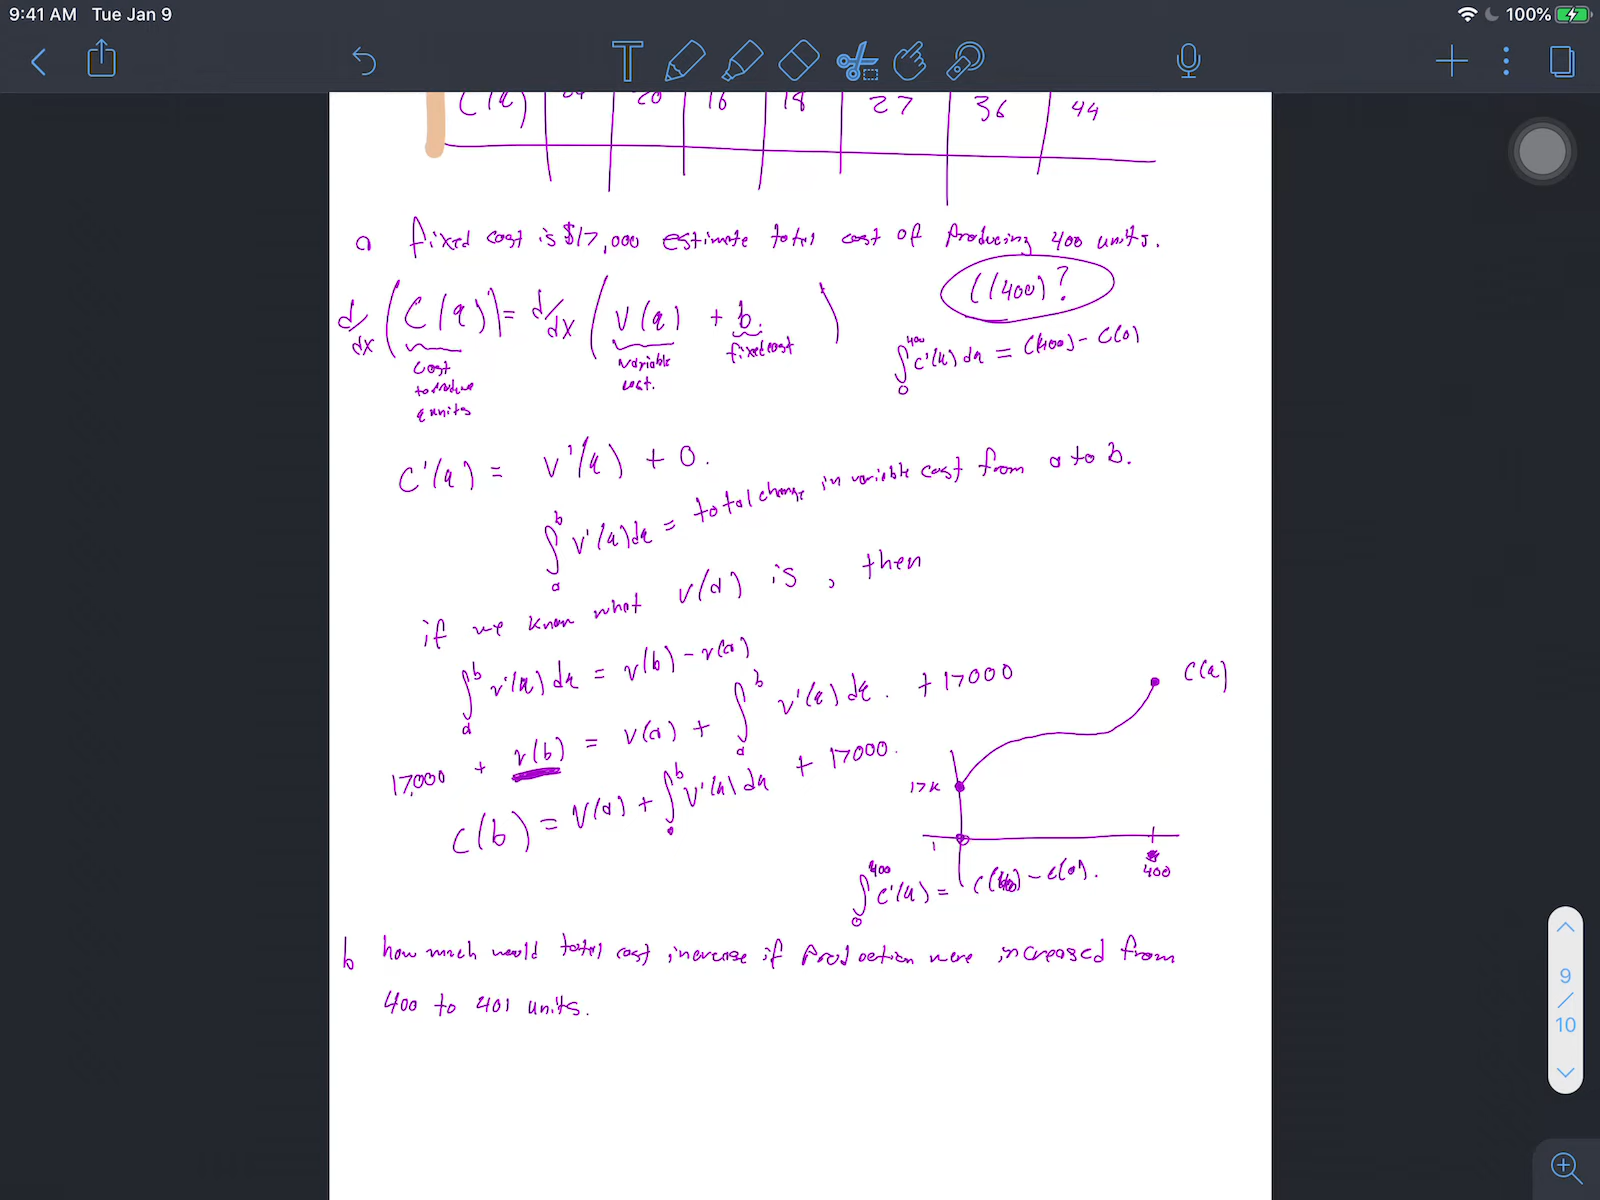 9:41 AM Tue Jan 9
100%
16 18 27 36 44
a fixed cost is $17,000 estimate total cost of producing 400 units.
C(400)?
d/dx (C(q)) = d/dx (V(q) + b.)
cost to produce q units
variable cost.
fixed cost
∫₀⁴⁰⁰ C'(q) dq = C(400) - C(0)
C'(q) = V'(q) + 0.
∫ₐᵇ V'(q) dq = total change in variable cost from a to b.
if we know what V(a) is, then
∫ₐᵇ V'(q) dq = V(b) - V(a)
17,000 + V(b) = V(a) + ∫ₐᵇ V'(q) dq. + 17000
C(b) = V(a) + ∫ₐᵇ V'(q) dq + 17000.
C(q)
17K
400
∫₀⁴⁰⁰ C'(q) = C(400) - C(0).
b how much would total cost increase if production were increased from
400 to 401 units.
9
/
10